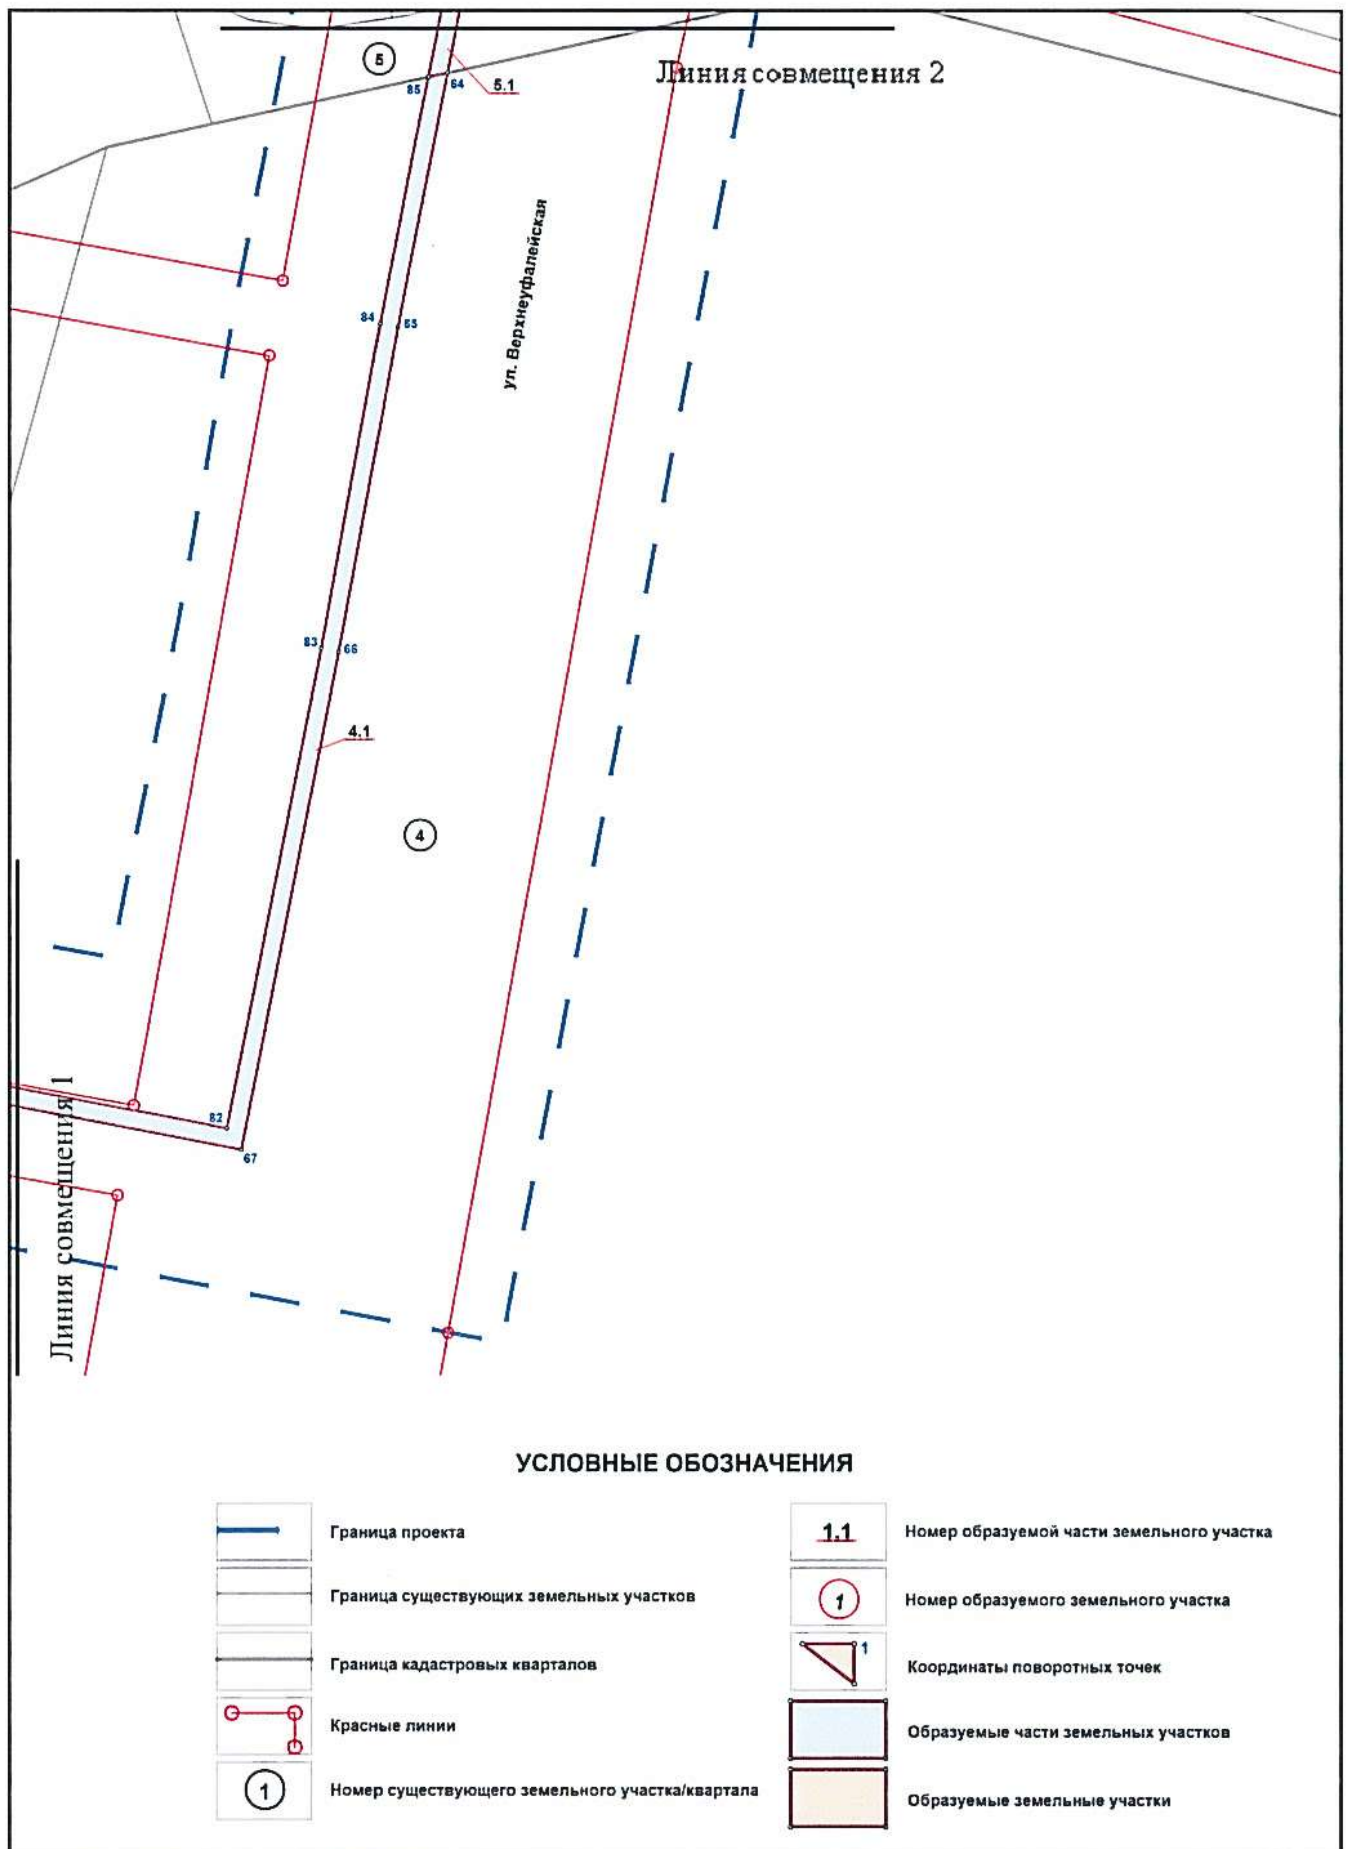 5
85
64
5.1
Линия совмещения 2
ул. Верхнеуфалейская
84
65
83
66
4.1
4
Линия совмещения 1
82
67
УСЛОВНЫЕ ОБОЗНАЧЕНИЯ
Граница проекта
Граница существующих земельных участков
Граница кадастровых кварталов
Красные линии
1
Номер существующего земельного участка/квартала
1.1
Номер образуемой части земельного участка
1
Номер образуемого земельного участка
1
Координаты поворотных точек
Образуемые части земельных участков
Образуемые земельные участки